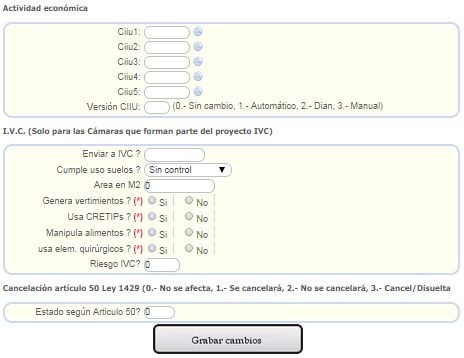 Actividad económica
Ciiu1:
Ciiu2:
Ciiu3:
Ciiu4:
Ciiu5:
Versión CIIU: (0.- Sin cambio, 1.- Automático, 2.- Dian, 3.- Manual)
I.V.C. (Solo para las Cámaras que forman parte del proyecto IVC)
Enviar a IVC ?
Cumple uso suelos ? Sin control
Area en M2 0
Genera vertimientos ? (*) Si No
Usa CRETIPs ? (*) Si No
Manipula alimentos ? (*) Si No
usa elem. quirúrgicos ? (*) Si No
Riesgo IVC? 0
Cancelación artículo 50 Ley 1429 (0.- No se afecta, 1.- Se cancelará, 2.- No se cancelará, 3.- Cancel/Disuelta
Estado según Articulo 50? 0
Grabar cambios